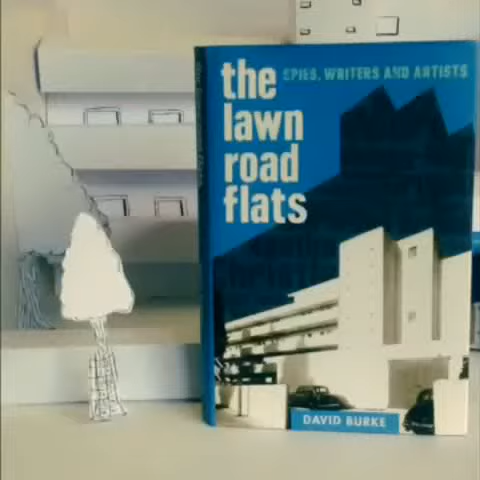 the
lawn
road
flats
SPIES, WRITERS AND ARTISTS
DAVID BURKE